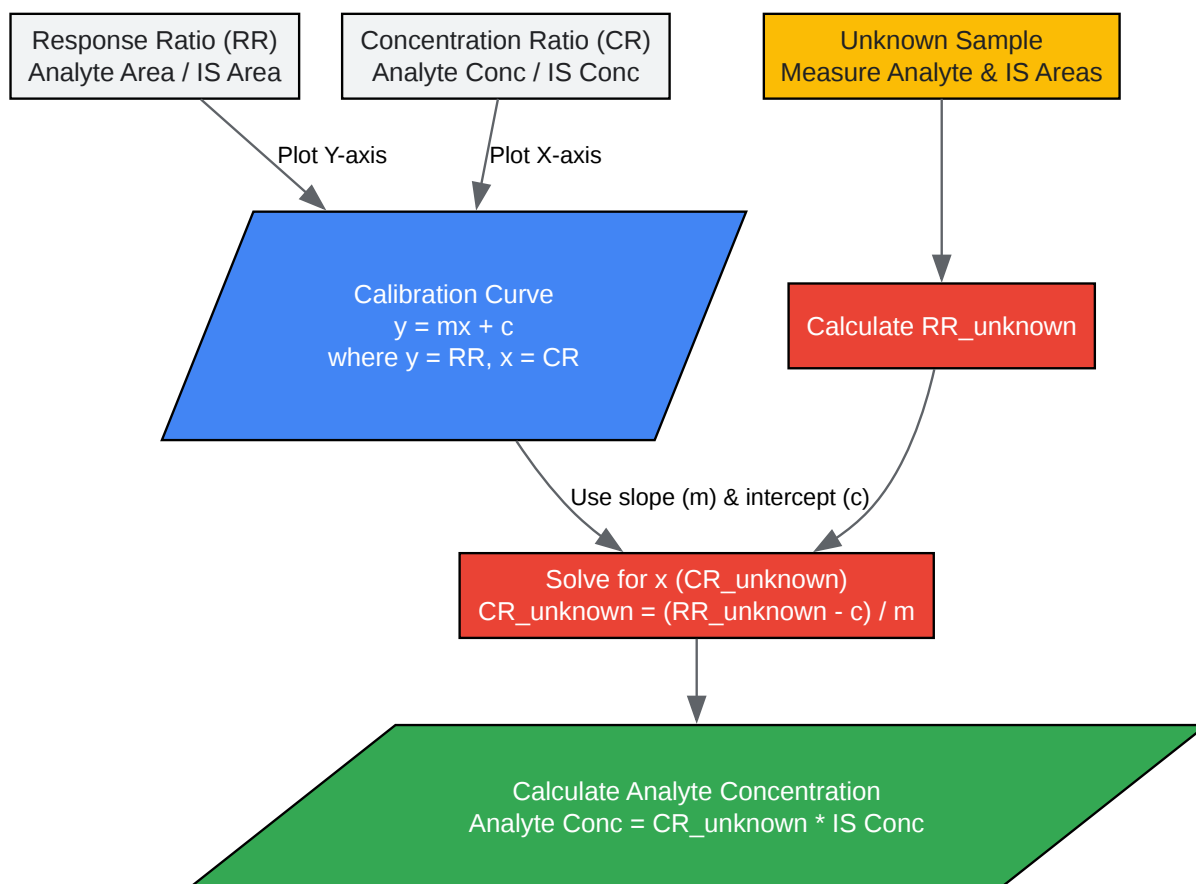 Response Ratio (RR)
Analyte Area / IS Area
Concentration Ratio (CR)
Analyte Conc / IS Conc
Unknown Sample
Measure Analyte & IS Areas
Plot Y-axis
Plot X-axis
Calibration Curve
y = mx + c
where y = RR, x = CR
Calculate RR_unknown
Use slope (m) & intercept (c)
Solve for x (CR_unknown)
CR_unknown = (RR_unknown - c) / m
Calculate Analyte Concentration
Analyte Conc = CR_unknown * IS Conc